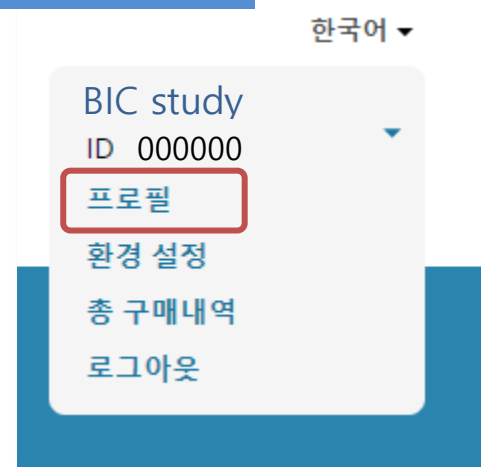 한국어
BIC study
ID 000000
프로필
환경 설정
총 구매내역
로그아웃